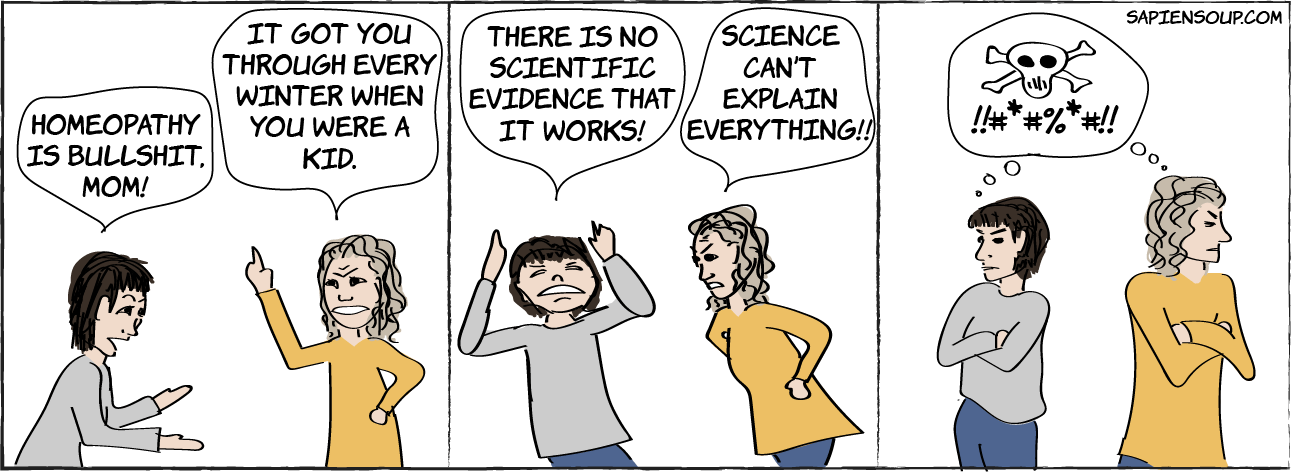 HOMEOPATHY
IS BULLSHIT,
MOM!
IT GOT YOU
THROUGH EVERY
WINTER WHEN
YOU WERE A
KID.
THERE IS NO
SCIENTIFIC
EVIDENCE THAT
IT WORKS!
SCIENCE
CAN'T
EXPLAIN
EVERYTHING!!
SAPIENSOUP.COM
!!#*#%*#!!